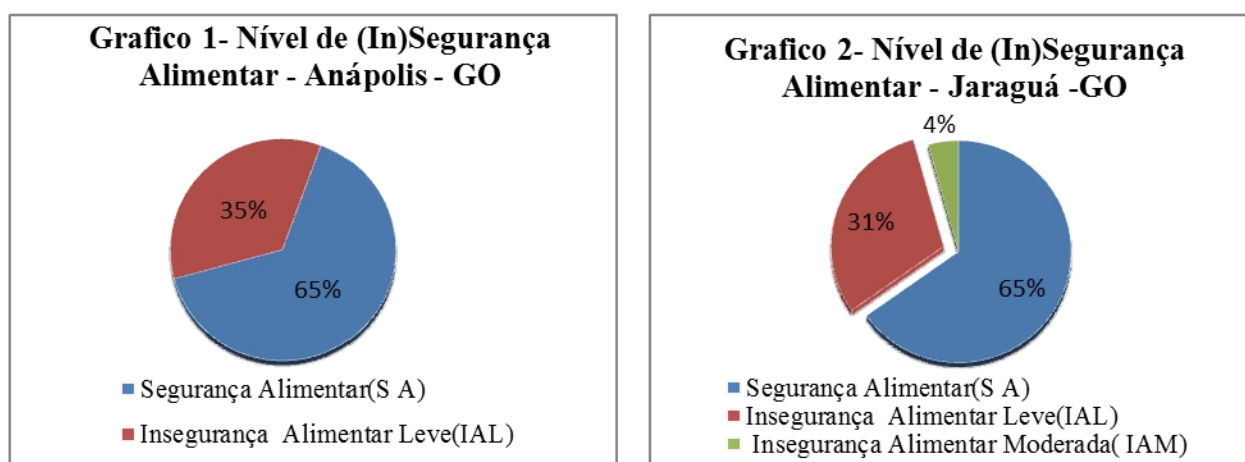 Grafico 1- Nível de (In)Segurança
Alimentar - Anápolis - GO
35%
65%
Segurança Alimentar(S A)
Insegurança Alimentar Leve(IAL)
Grafico 2- Nível de (In)Segurança
Alimentar - Jaraguá -GO
4%
31%
65%
Segurança Alimentar(S A)
Insegurança Alimentar Leve(IAL)
Insegurança Alimentar Moderada( IAM)